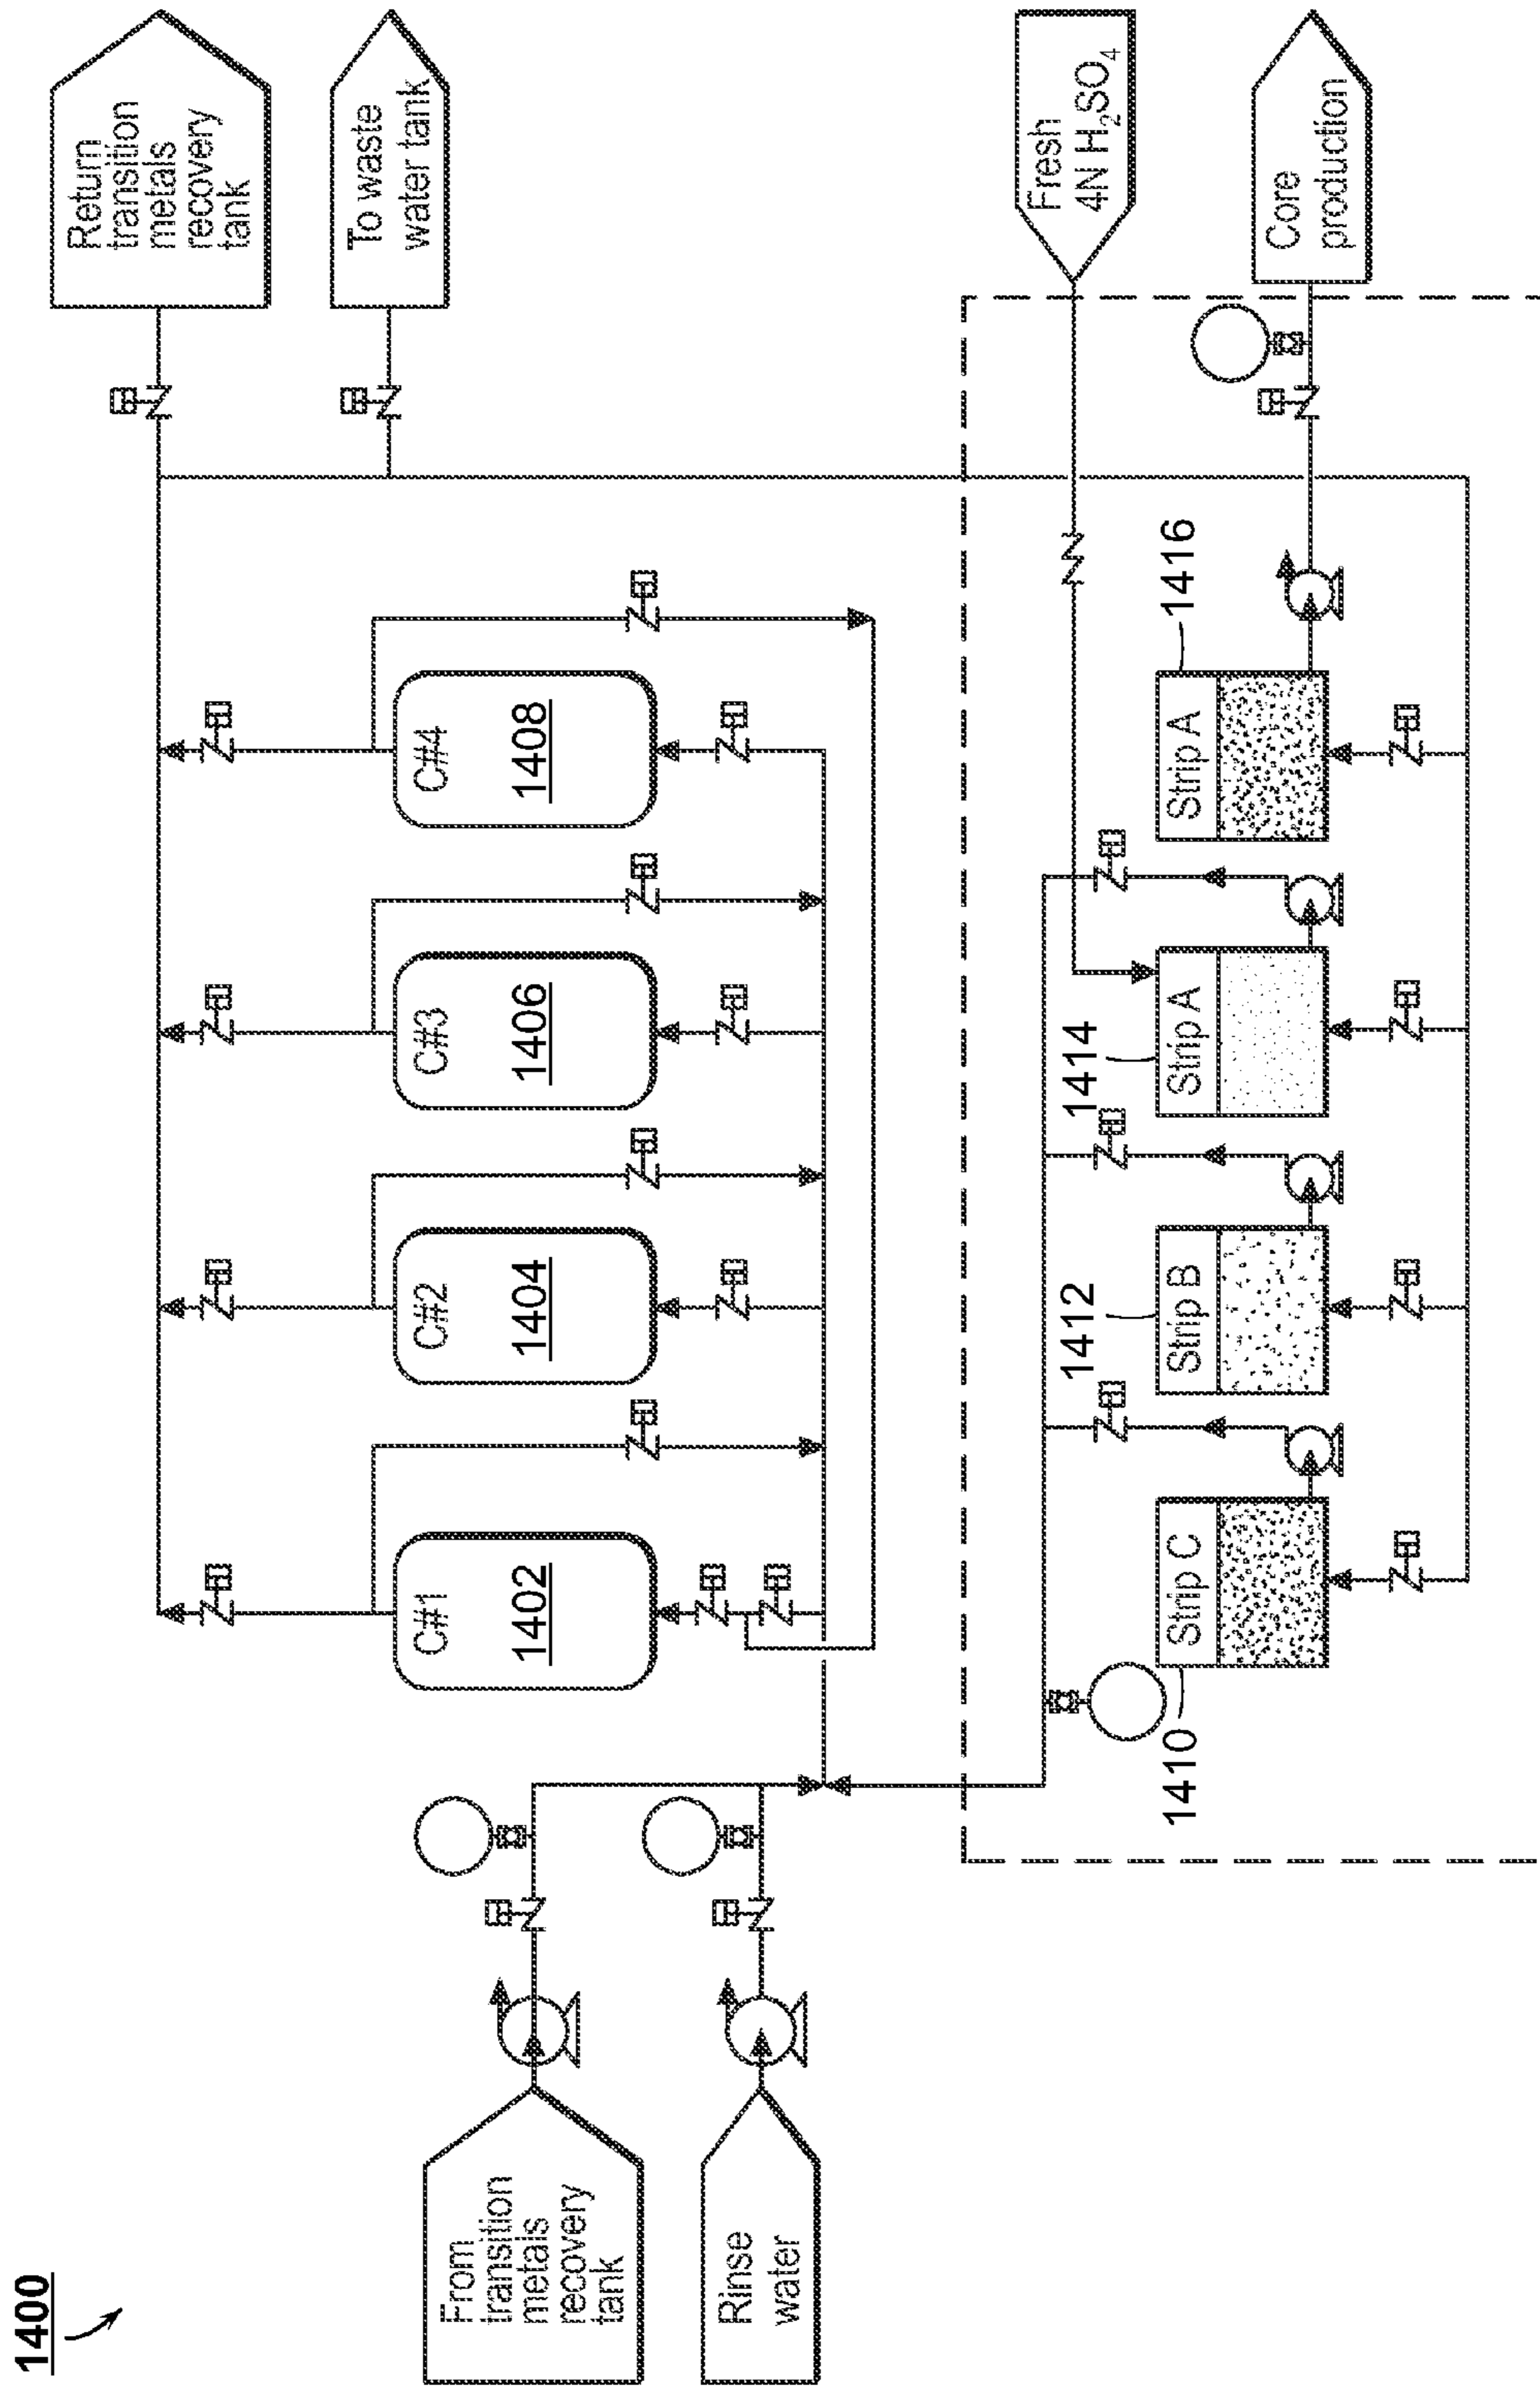 1400
From
transition
metals
recovery
tank
Rinse
water
C#1
1402
C#2
1404
C#3
1406
C#4
1408
Return
transition
metals
recovery
tank
To waste
water tank
Fresh
4N H₂SO₄
Core
production
1410
Strip C
1412
Strip B
1414
Strip A
1416
Strip A